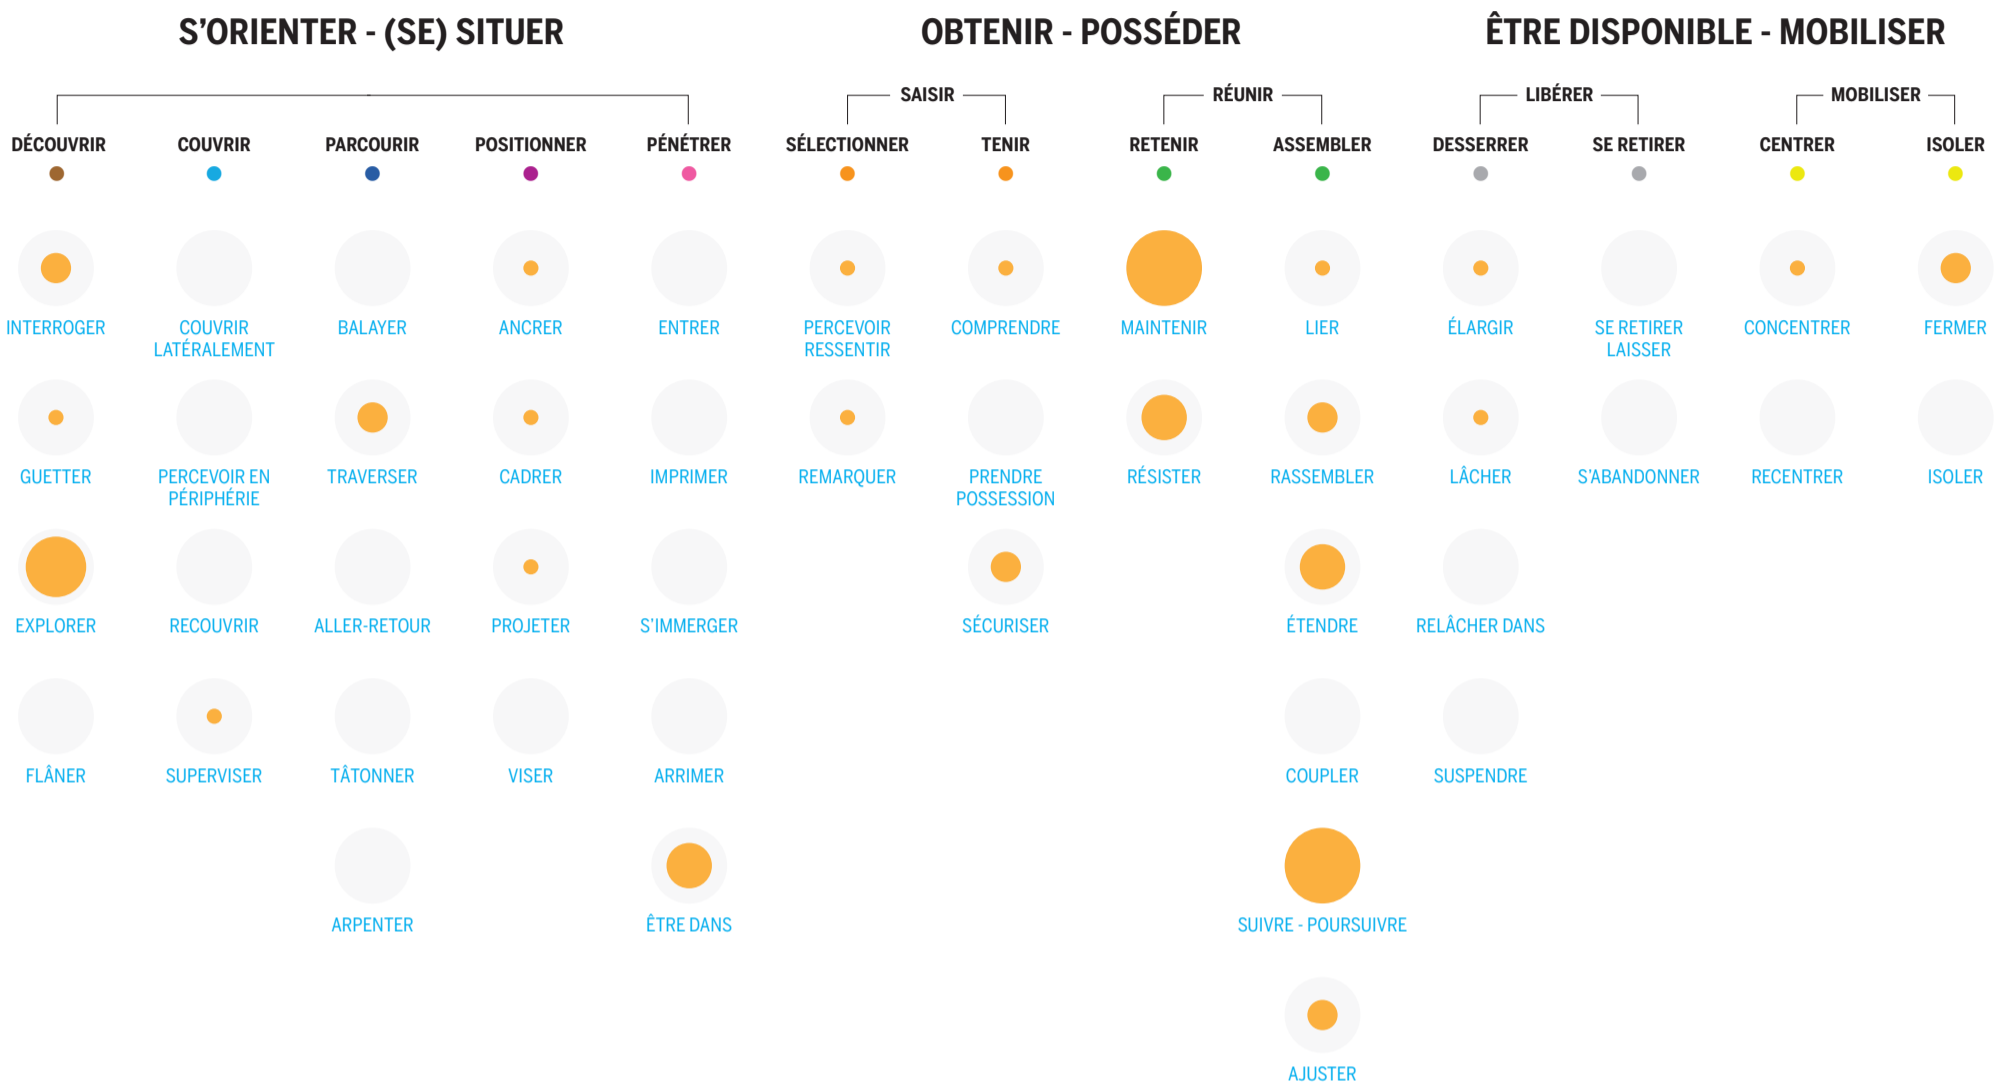 S’ORIENTER - (SE) SITUER
OBTENIR - POSSÉDER
ÊTRE DISPONIBLE - MOBILISER
SAISIR
RÉUNIR
LIBÉRER
MOBILISER
DÉCOUVRIR
COUVRIR
PARCOURIR
POSITIONNER
PÉNÉTRER
SÉLECTIONNER
TENIR
RETENIR
ASSEMBLER
DESSERRER
SE RETIRER
CENTRER
ISOLER
INTERROGER
COUVRIR
LATÉRALEMENT
BALAYER
ANCRER
ENTRER
PERCEVOIR
RESSENTIR
COMPRENDRE
MAINTENIR
LIER
ÉLARGIR
SE RETIRER
LAISSER
CONCENTRER
FERMER
GUETTER
PERCEVOIR EN
PÉRIPHÉRIE
TRAVERSER
CADRER
IMPRIMER
REMARQUER
PRENDRE
POSSESSION
RÉSISTER
RASSEMBLER
LÂCHER
S’ABANDONNER
RECENTRER
ISOLER
EXPLORER
RECOUVRIR
ALLER-RETOUR
PROJETER
S’IMMERGER
SÉCURISER
ÉTENDRE
RELÂCHER DANS
FLÂNER
SUPERVISER
TÂTONNER
VISER
ARRIMER
COUPLER
SUSPENDRE
ARPENTER
ÊTRE DANS
SUIVRE - POURSUIVRE
AJUSTER